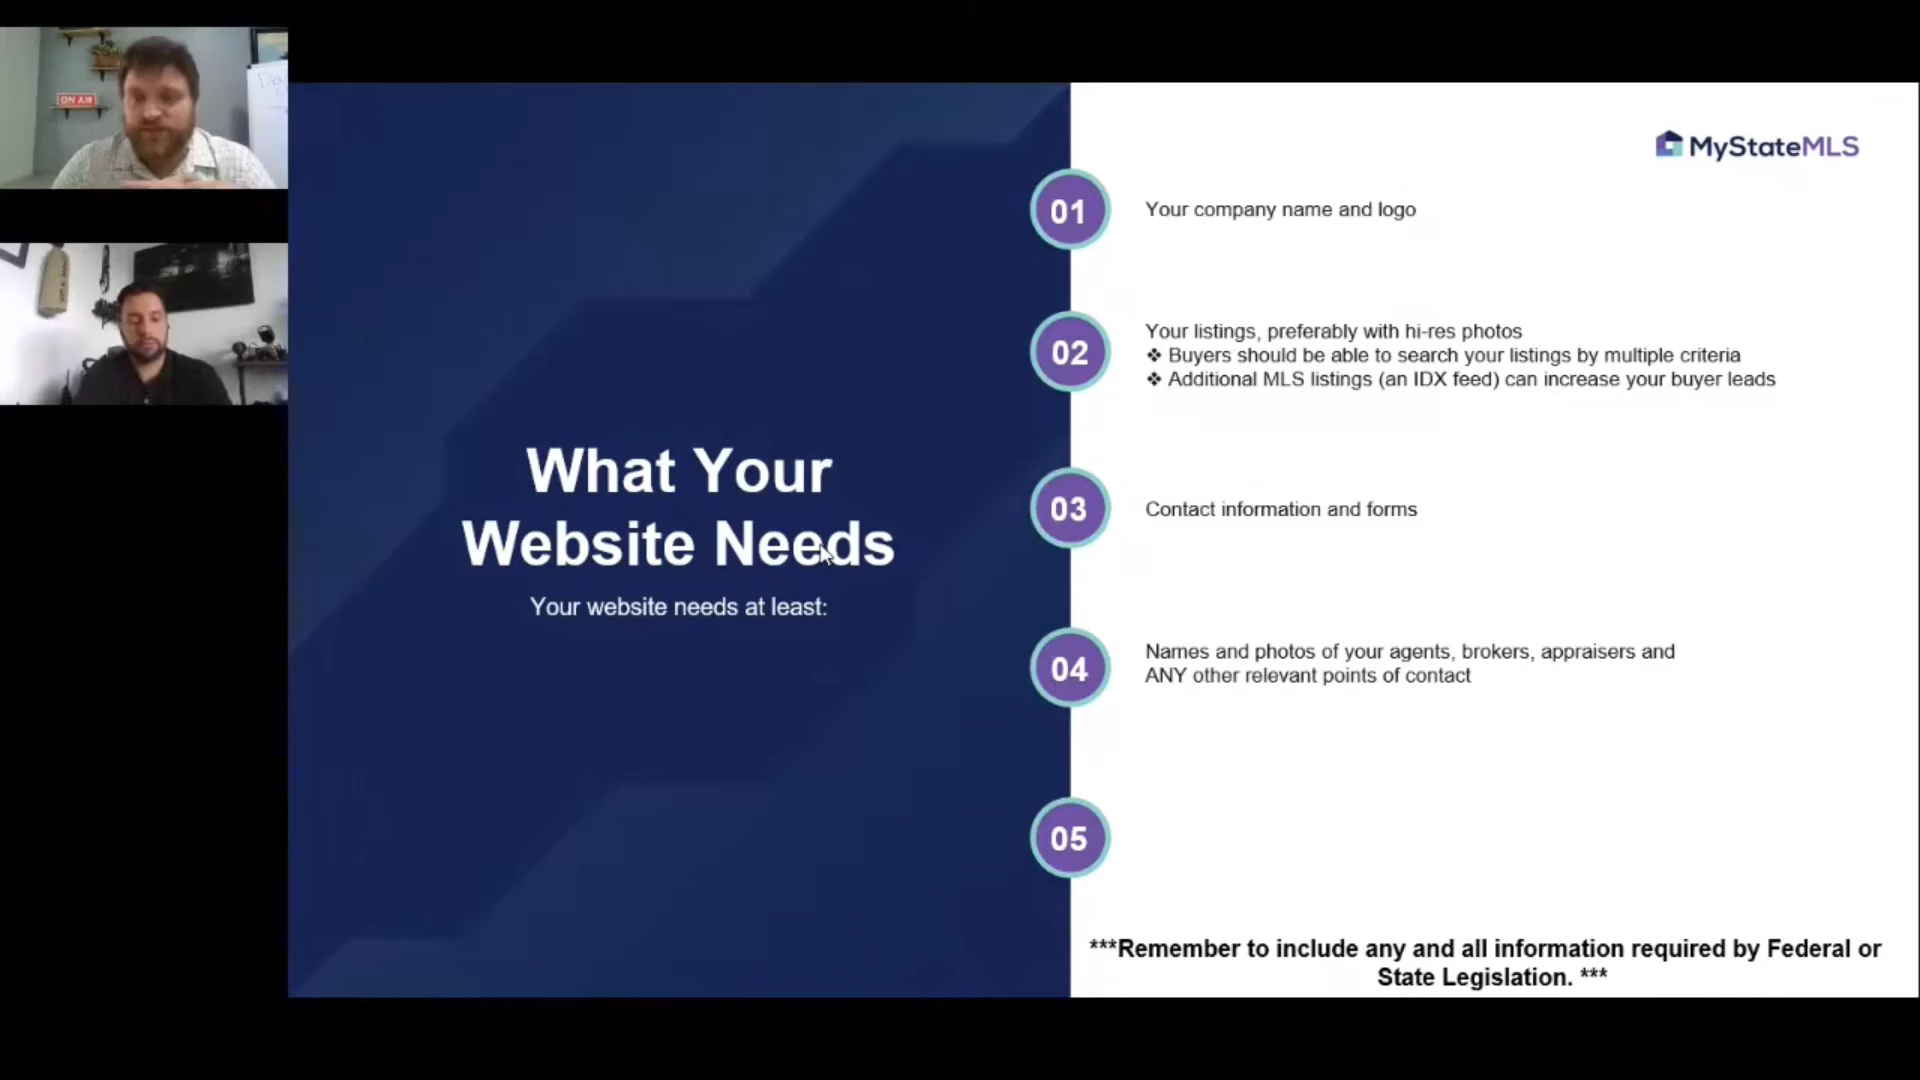 ON AIR
MyStateMLS
What Your
Website Needs
Your website needs at least:
01
Your company name and logo
02
Your listings, preferably with hi-res photos
❖ Buyers should be able to search your listings by multiple criteria
❖ Additional MLS listings (an IDX feed) can increase your buyer leads
03
Contact information and forms
04
Names and photos of your agents, brokers, appraisers and
ANY other relevant points of contact
05
***Remember to include any and all information required by Federal or
State Legislation. ***